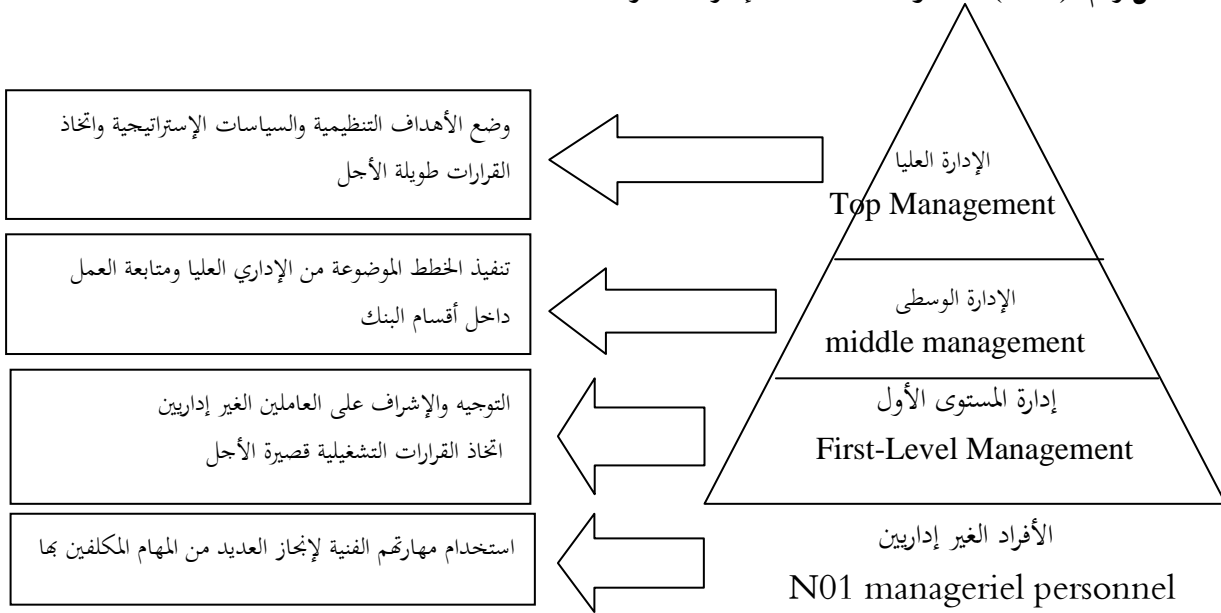 الإدارة العليا
Top Management
وضع الأهداف التنظيمية والسياسات الإستراتيجية واتخاذ
القرارات طويلة الأجل
الإدارة الوسطى
middle management
تنفيذ الخطط الموضوعة من الإداري العليا ومتابعة العمل
داخل أقسام البنك
إدارة المستوى الأول
First-Level Management
التوجيه والإشراف على العاملين الغير إداريين
اتخاذ القرارات التشغيلية قصيرة الأجل
الأفراد الغير إداريين
N01 manageriel personnel
استخدام مهارتهم الفنية لإنجاز العديد من المهام المكلفين بها